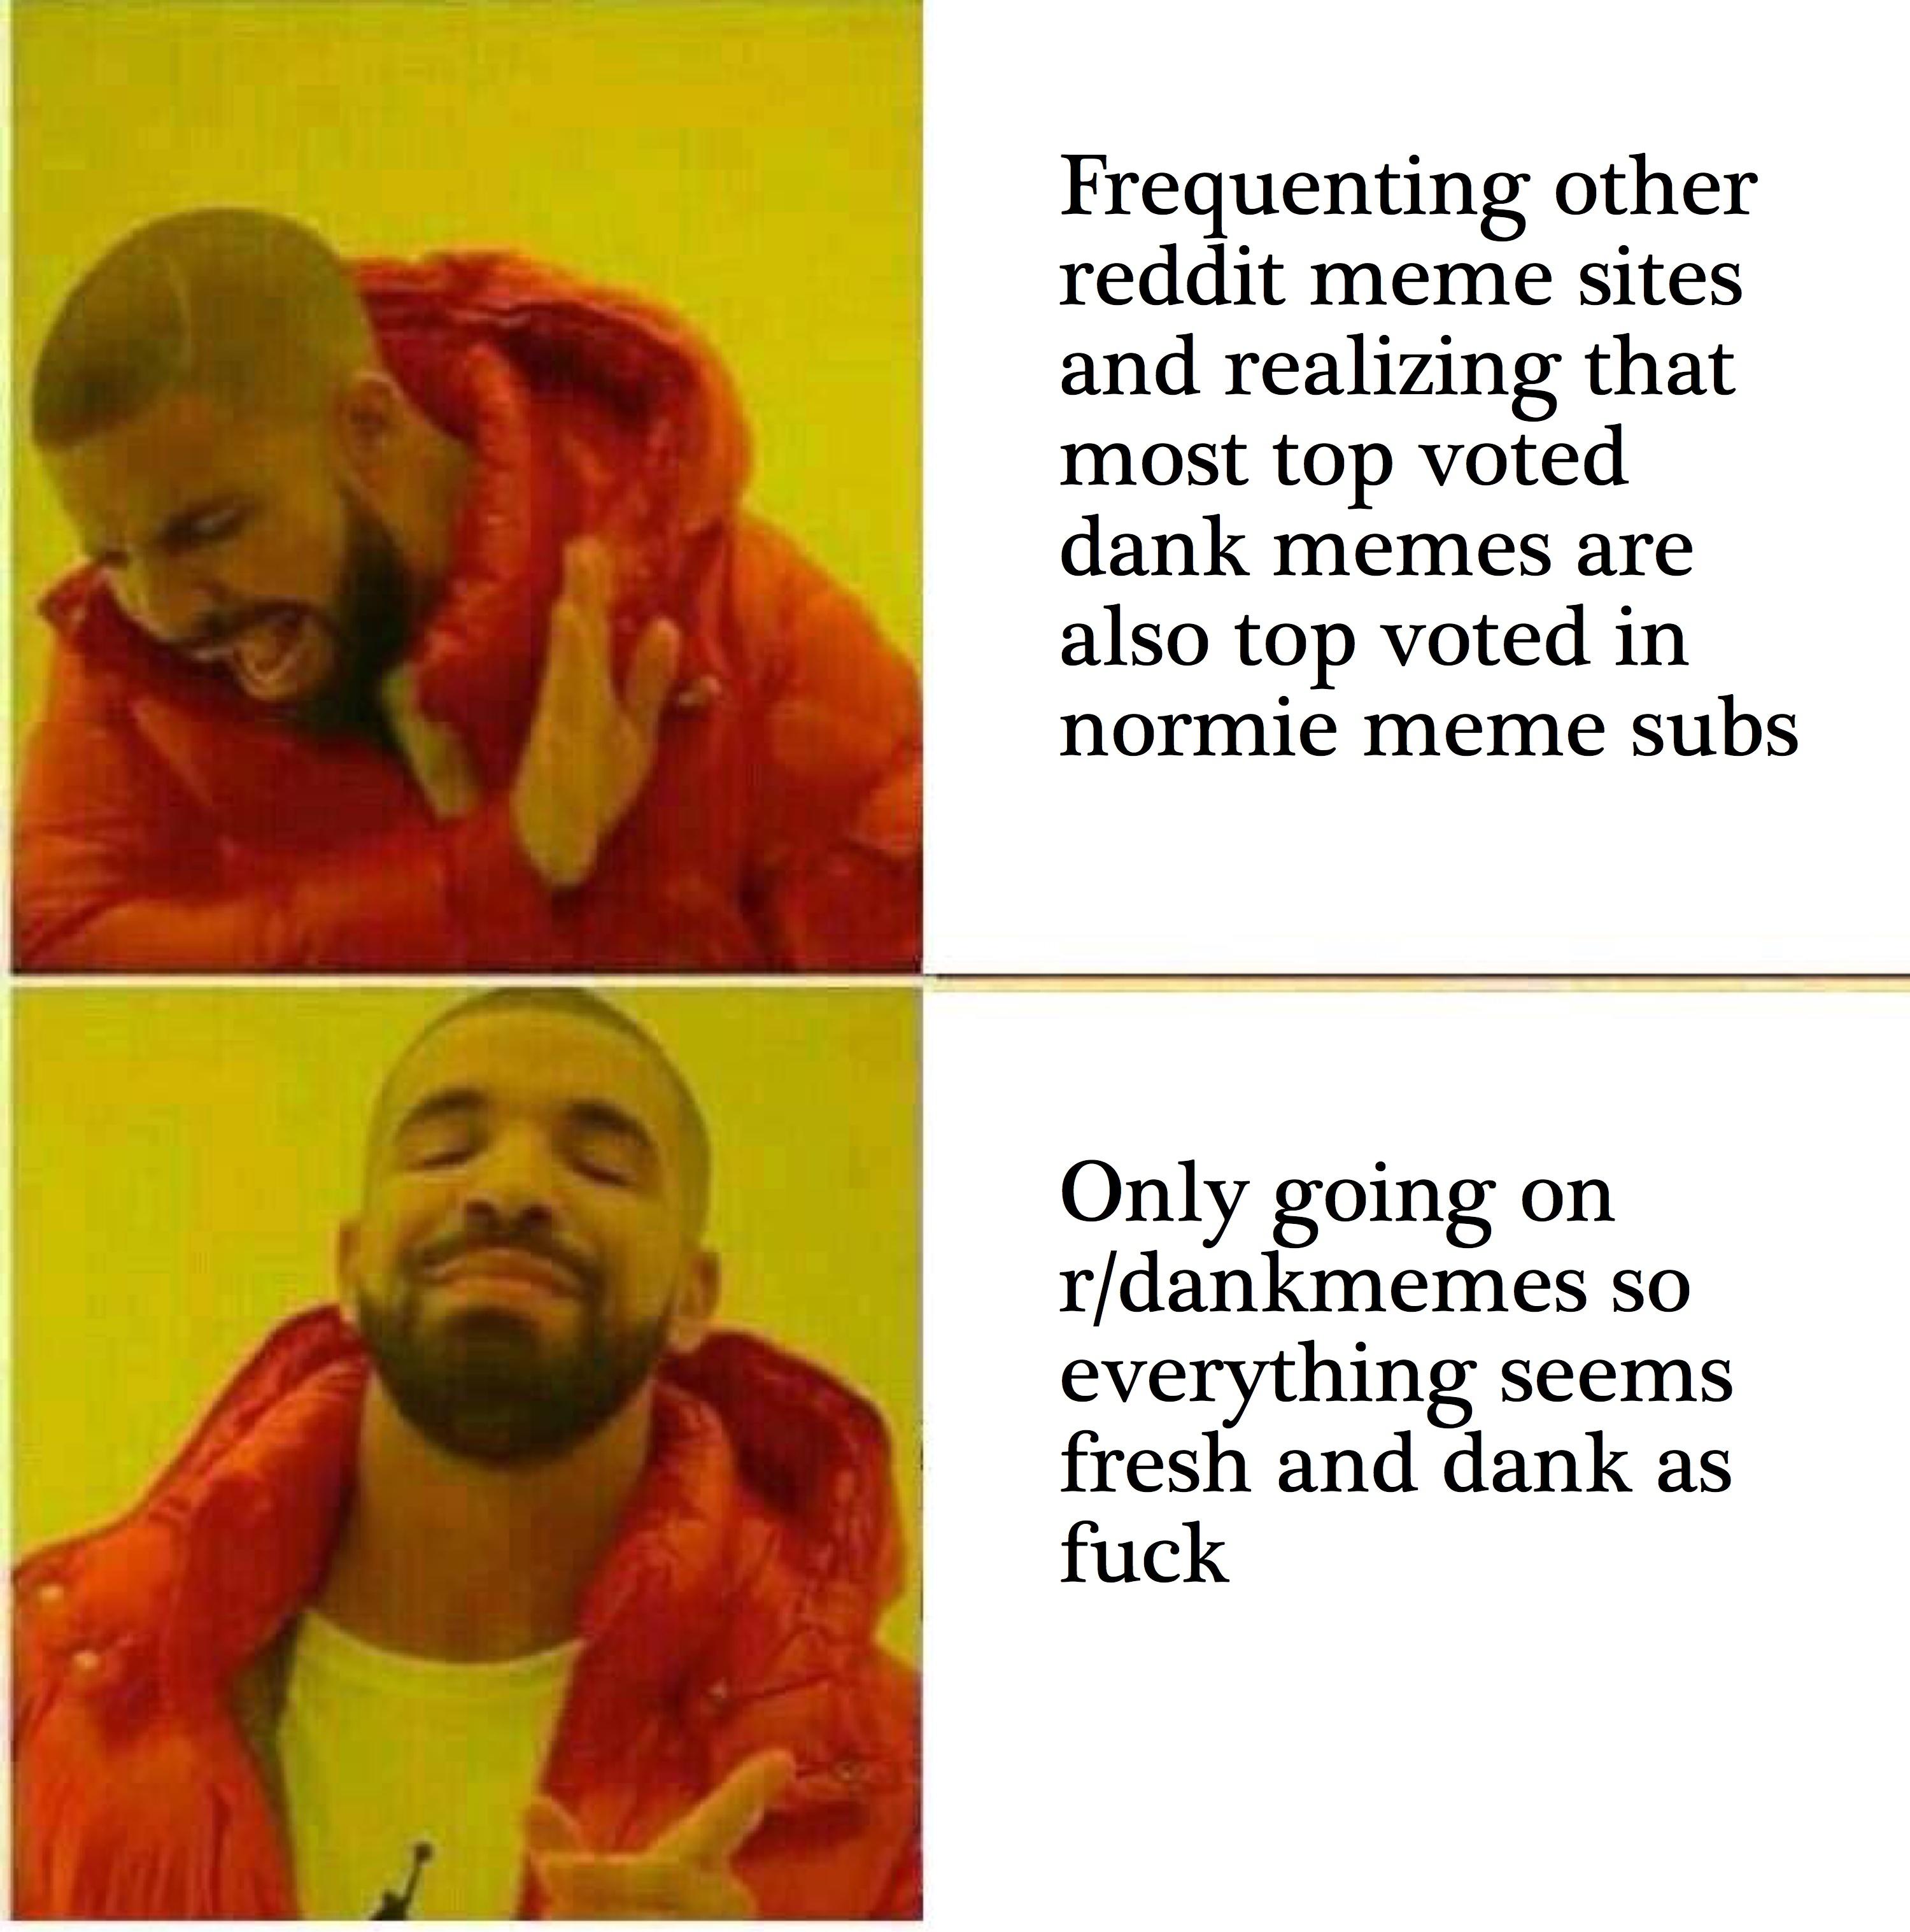 Frequenting other
reddit meme sites
and realizing that
most top voted
dank memes are
also top voted in
normie meme subs
Only going on
r/dankmemes so
everything seems
fresh and dank as
fuck